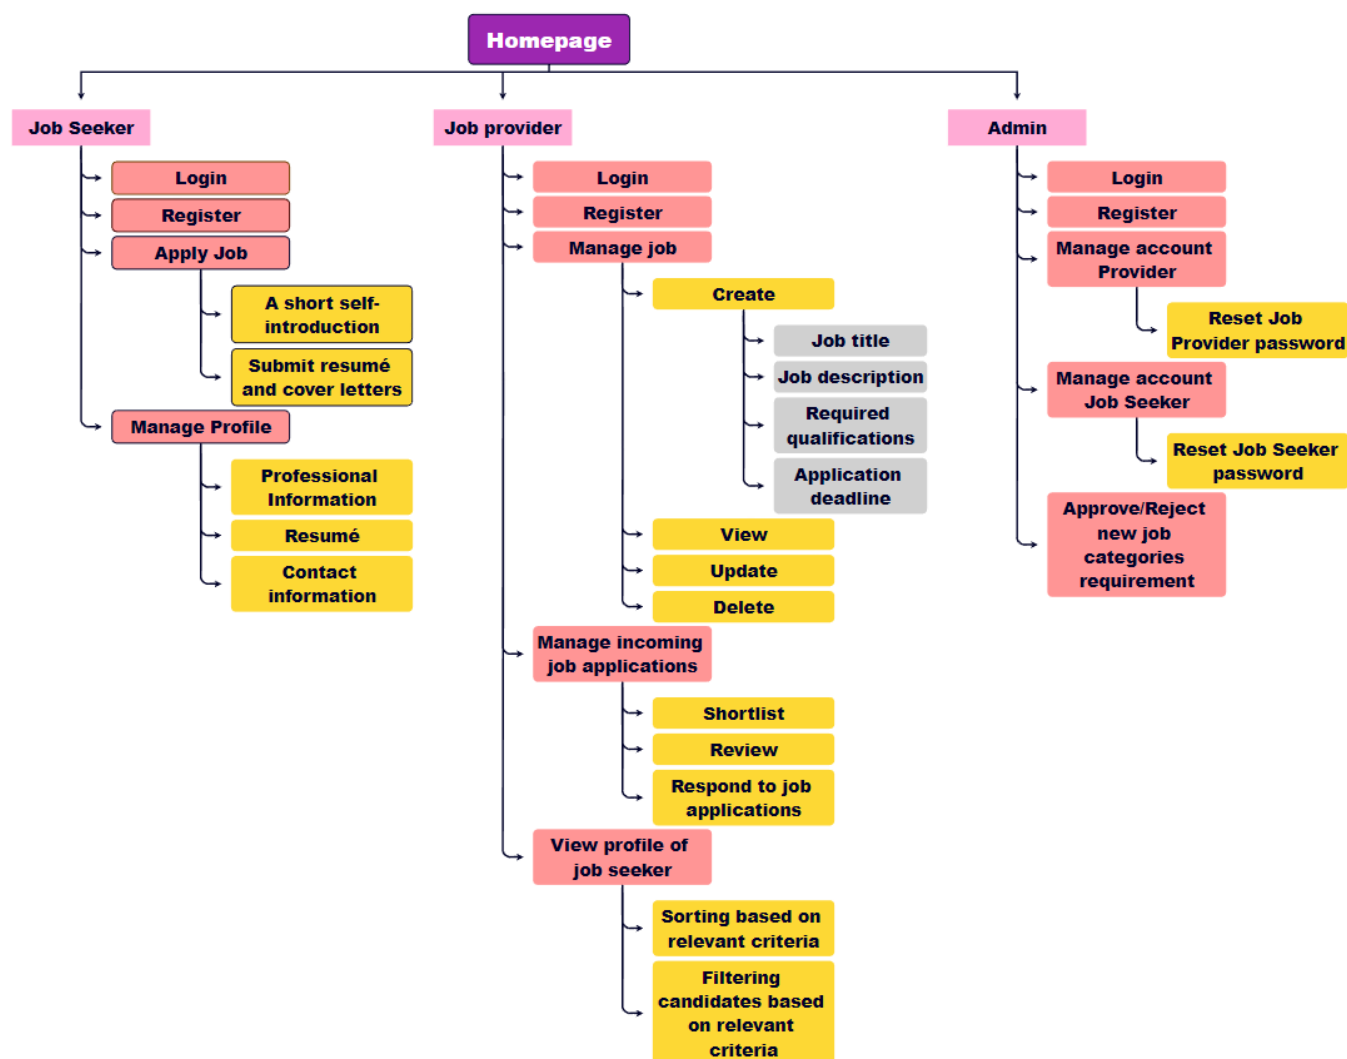 Homepage
Job Seeker
Login
Register
Apply Job
A short self-
introduction
Submit resumé
and cover letters
Manage Profile
Professional
Information
Resumé
Contact
information
Job provider
Login
Register
Manage job
Create
Job title
Job description
Required
qualifications
Application
deadline
View
Update
Delete
Manage incoming
job applications
Shortlist
Review
Respond to job
applications
View profile of
job seeker
Sorting based on
relevant criteria
Filtering
candidates based
on relevant
criteria
Admin
Login
Register
Manage account
Provider
Reset Job
Provider password
Manage account
Job Seeker
Reset Job Seeker
password
Approve/Reject
new job
categories
requirement